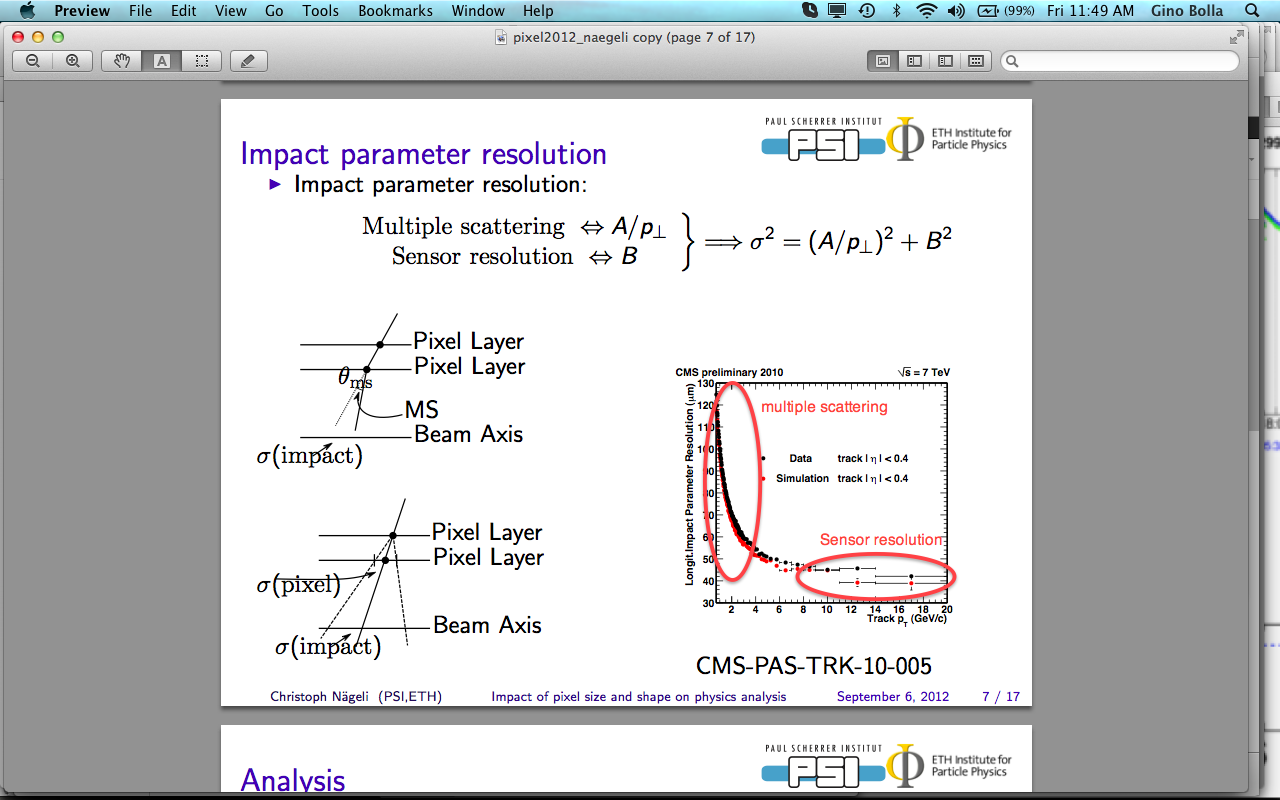 Preview File Edit View Go Tools Bookmarks Window Help (99%) Fri 11:49 AM Gino Bolla
pixel2012_naegeli copy (page 7 of 17)
A
PAUL SCHERRER INSTITUT
PSI
ETH Institute for
Particle Physics
Impact parameter resolution
▶ Impact parameter resolution:
Multiple scattering ⇔ A/p⊥
Sensor resolution ⇔ B
} ⟹ σ² = (A/p⊥)² + B²
Pixel Layer
Pixel Layer
θms
MS
Beam Axis
σ(impact)
Pixel Layer
Pixel Layer
σ(pixel)
Beam Axis
σ(impact)
CMS preliminary 2010 √s = 7 TeV
Longit.Impact Parameter Resolution (μm)
130
120
110
100
90
80
70
60
50
40
30
multiple scattering
Data track | η | < 0.4
Simulation track | η | < 0.4
Sensor resolution
2 4 6 8 10 12 14 16 18 20
Track pT (GeV/c)
CMS-PAS-TRK-10-005
Christoph Nägeli (PSI,ETH) Impact of pixel size and shape on physics analysis September 6, 2012 7 / 17
PAUL SCHERRER INSTITUT
PSI
ETH Institute for
Particle Physics
Analysis